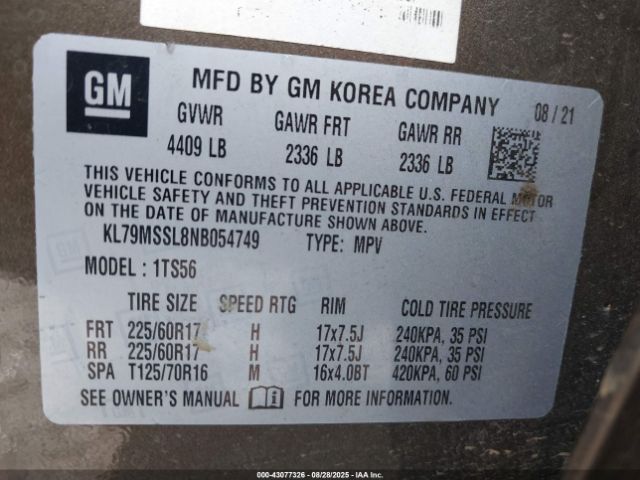 GM
MFD BY GM KOREA COMPANY
08 / 21
GVWR GAWR FRT GAWR RR
4409 LB 2336 LB 2336 LB
THIS VEHICLE CONFORMS TO ALL APPLICABLE U.S. FEDERAL MOTOR
VEHICLE SAFETY AND THEFT PREVENTION STANDARDS IN EFFECT
ON THE DATE OF MANUFACTURE SHOWN ABOVE.
KL79MSSL8NB054749 TYPE: MPV
MODEL : 1TS56
TIRE SIZE SPEED RTG RIM COLD TIRE PRESSURE
FRT 225/60R17 H 17x7.5J 240KPA, 35 PSI
RR 225/60R17 H 17x7.5J 240KPA, 35 PSI
SPA T125/70R16 M 16x4.0BT 420KPA, 60 PSI
SEE OWNER'S MANUAL i FOR MORE INFORMATION.
000-43077326 - 08/28/2025 - IAA Inc.